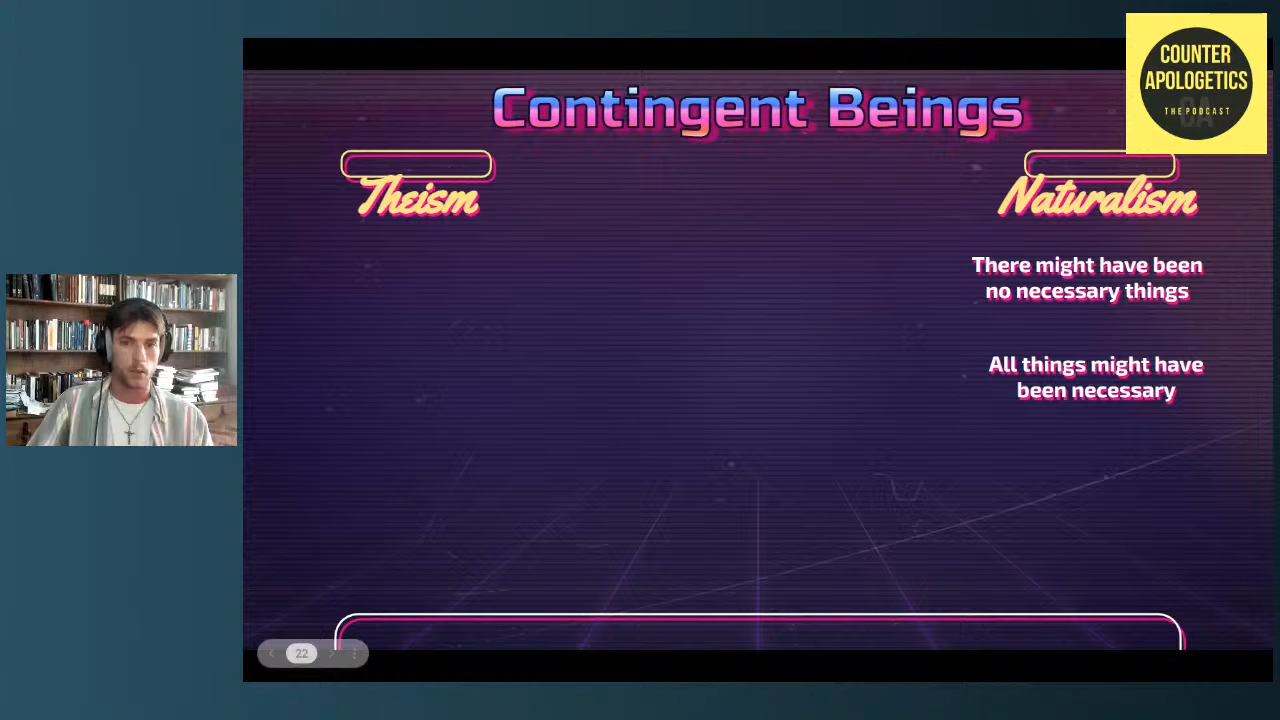 Contingent Beings
COUNTER
APOLOGETICS
THE PODCAST
Theism
Naturalism
There might have been
no necessary things
All things might have
been necessary
22